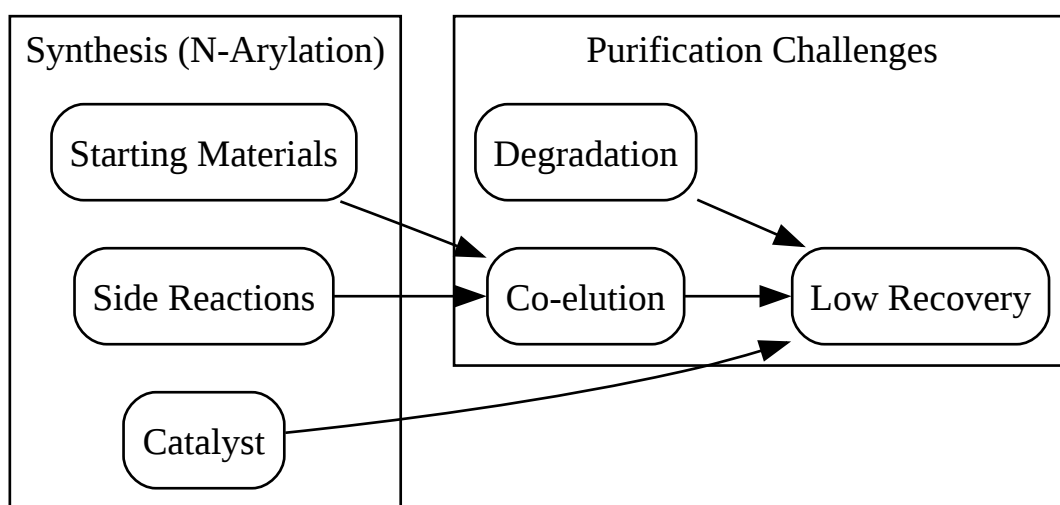 Synthesis (N-Arylation)
Purification Challenges
Starting Materials
Degradation
Side Reactions
Co-elution
Low Recovery
Catalyst